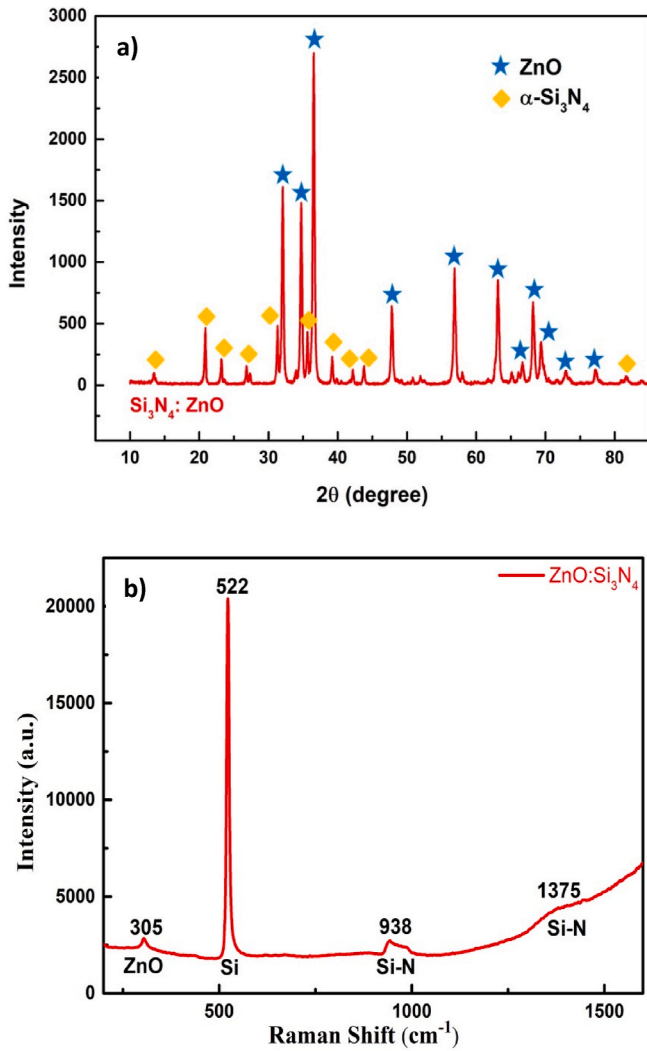 a)
3000
2500
2000
1500
1000
500
0
Intensity
ZnO
α-Si₃N₄
Si₃N₄: ZnO
10 20 30 40 50 60 70 80
2θ (degree)
b)
ZnO:Si₃N₄
20000
15000
10000
5000
0
Intensity (a.u.)
522
305
938
1375
ZnO
Si
Si-N
Si-N
500 1000 1500
Raman Shift (cm⁻¹)